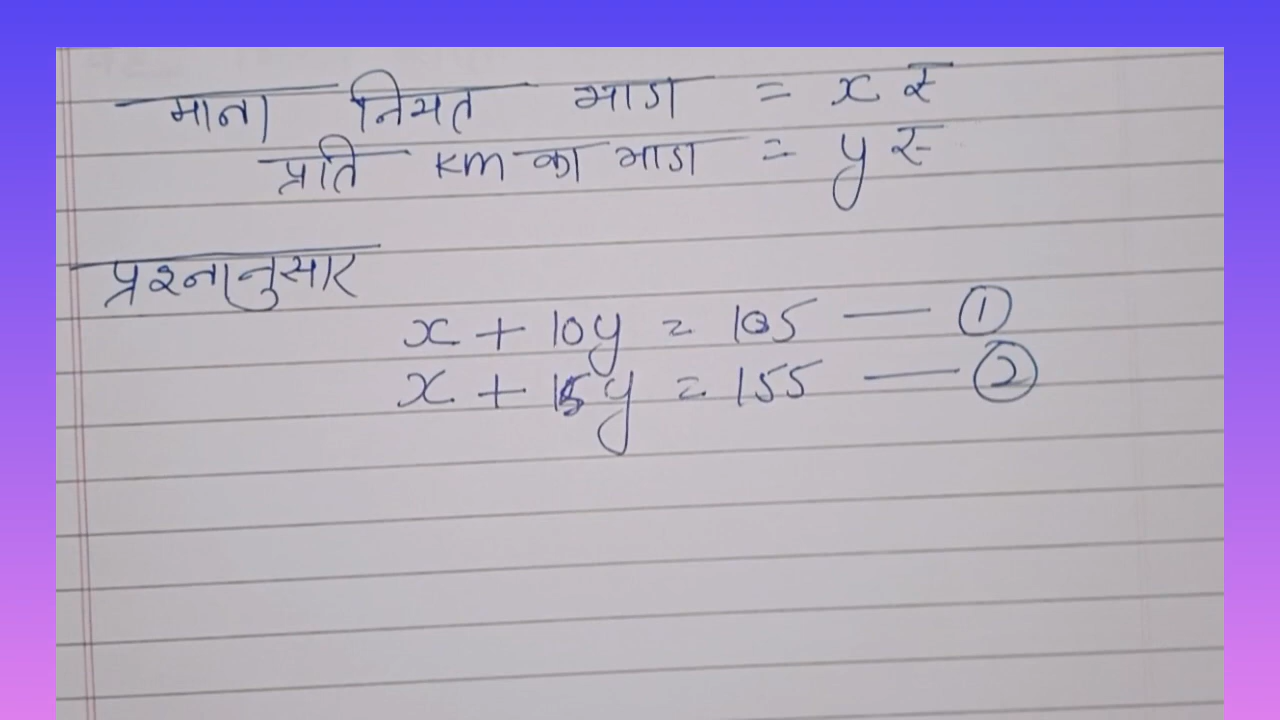 माना नियत भाडा = x रु
प्रति km का भाडा = y रु
प्रश्नानुसार
x + 10y = 105 — ①
x + 15y = 155 — ②